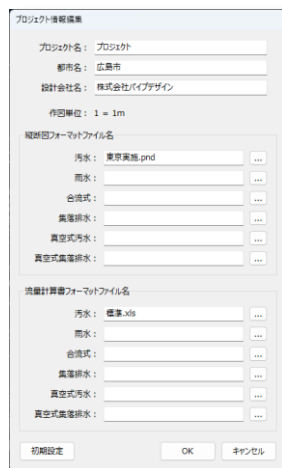 プロジェクト情報編集
プロジェクト名： プロジェクト
都市名： 広島市
設計会社名： 株式会社パイプデザイン
作図単位： 1 = 1m
縦断図フォーマットファイル名
汚水： 東京実施.pnd ...
雨水： ...
合流式： ...
集落排水： ...
真空式汚水： ...
真空式集落排水： ...
流量計算書フォーマットファイル名
汚水： 標準.xls ...
雨水： ...
合流式： ...
集落排水： ...
真空式汚水： ...
真空式集落排水： ...
初期設定 OK キャンセル